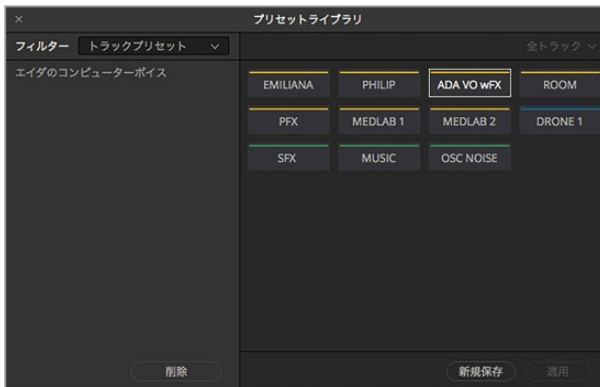 ×
プリセットライブラリ
フィルター トラックプリセット
全トラック
エイダのコンピューターボイス
EMILIANA PHILIP ADA VO wFX ROOM
PFX MEDLAB 1 MEDLAB 2 DRONE 1
SFX MUSIC OSC NOISE
削除
新規保存 適用